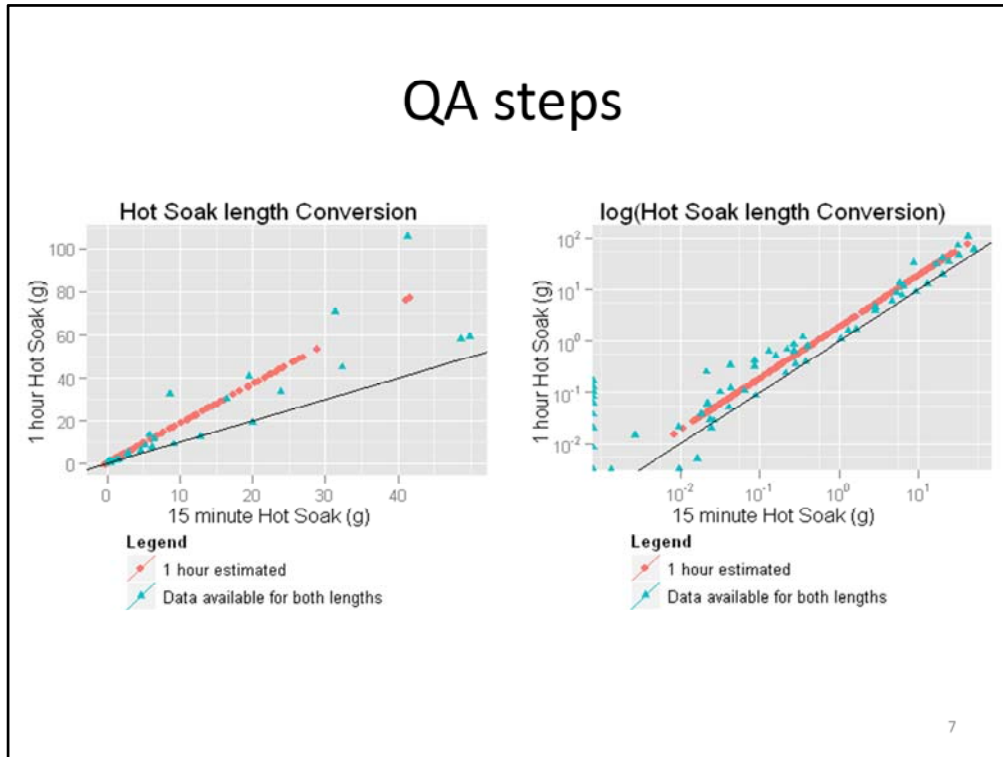 QA steps
Hot Soak length Conversion
1 hour Hot Soak (g)
100
80
60
40
20
0
0 10 20 30 40
15 minute Hot Soak (g)
Legend
1 hour estimated
Data available for both lengths
log(Hot Soak length Conversion)
1 hour Hot Soak (g)
10²
10¹
10⁰
10⁻¹
10⁻²
10⁻² 10⁻¹ 10⁰ 10¹
15 minute Hot Soak (g)
Legend
1 hour estimated
Data available for both lengths
7